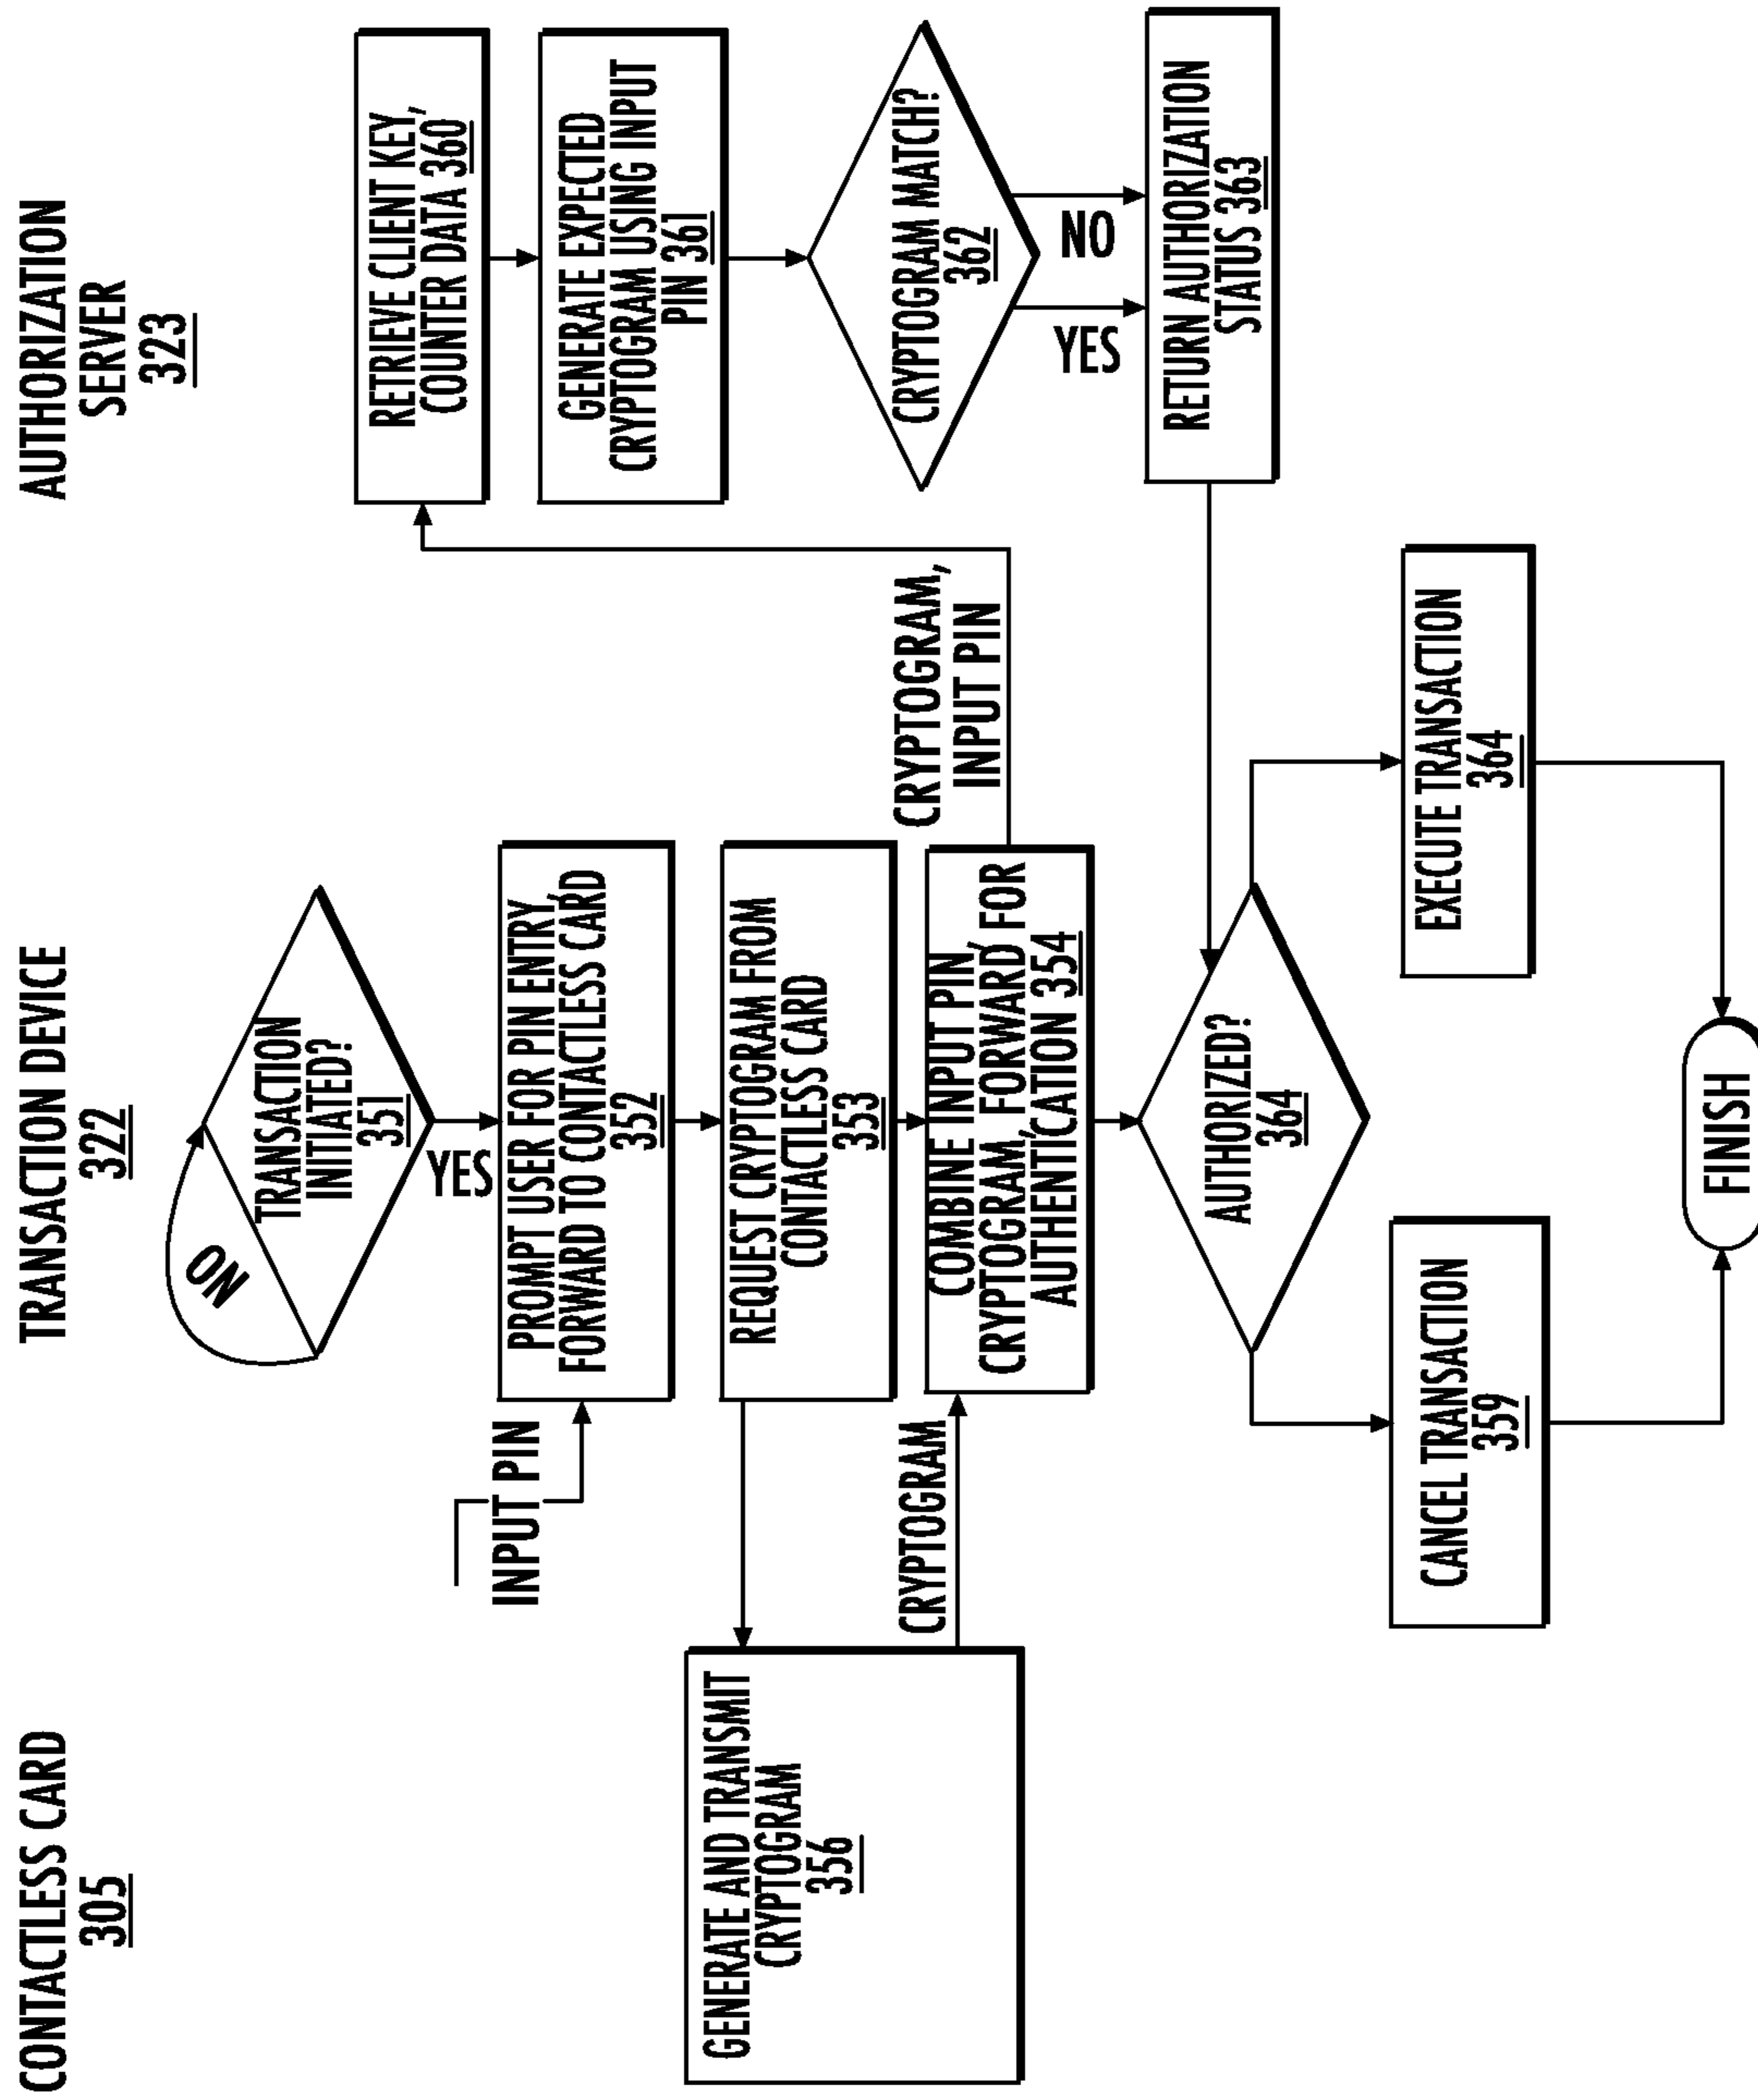 CONTACTLESS CARD
305
TRANSACTION DEVICE
322
AUTHORIZATION
SERVER
323
NO
TRANSACTION
INITIATED?
351
YES
INPUT PIN
PROMPT USER FOR PIN ENTRY,
FORWARD TO CONTACTLESS CARD
352
REQUEST CRYPTOGRAM FROM
CONTACTLESS CARD
353
GENERATE AND TRANSMIT
CRYPTOGRAM
356
CRYPTOGRAM
COMBINE INPUT PIN,
CRYPTOGRAM, FORWARD FOR
AUTHENTICATION 354
CRYPTOGRAM,
INPUT PIN
RETRIEVE CLIENT KEY,
COUNTER DATA 360
GENERATE EXPECTED
CRYPTOGRAM USING INPUT
PIN 361
CRYPTOGRAM MATCH?
362
YES
NO
RETURN AUTHORIZATION
STATUS 363
AUTHORIZED?
364
CANCEL TRANSACTION
359
EXECUTE TRANSACTION
364
FINISH